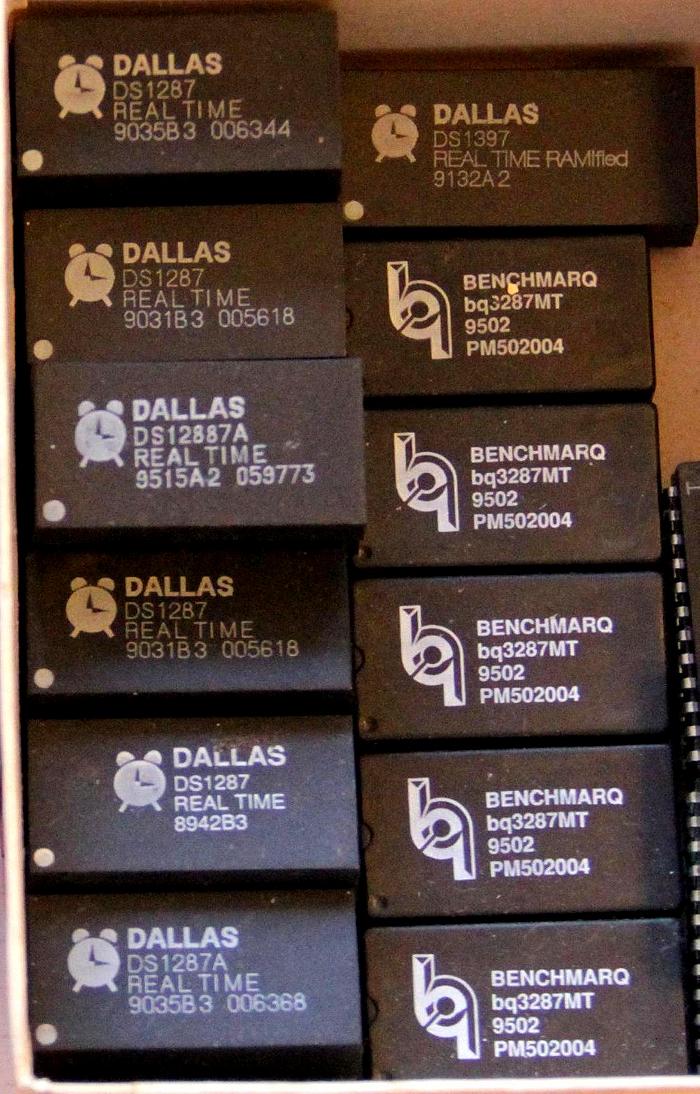 DALLAS
DS1287
REAL TIME
9035B3 006344
DALLAS
DS1287
REAL TIME
9031B3 005618
DALLAS
DS12887A
REAL TIME
9515A2 059773
DALLAS
DS1287
REAL TIME
9031B3 005618
DALLAS
DS1287
REAL TIME
8942B3
DALLAS
DS1287A
REAL TIME
9035B3 006368
DALLAS
DS1397
REAL TIME RAMified
9132A2
BENCHMARQ
bq3287MT
9502
PM502004
BENCHMARQ
bq3287MT
9502
PM502004
BENCHMARQ
bq3287MT
9502
PM502004
BENCHMARQ
bq3287MT
9502
PM502004
BENCHMARQ
bq3287MT
9502
PM502004